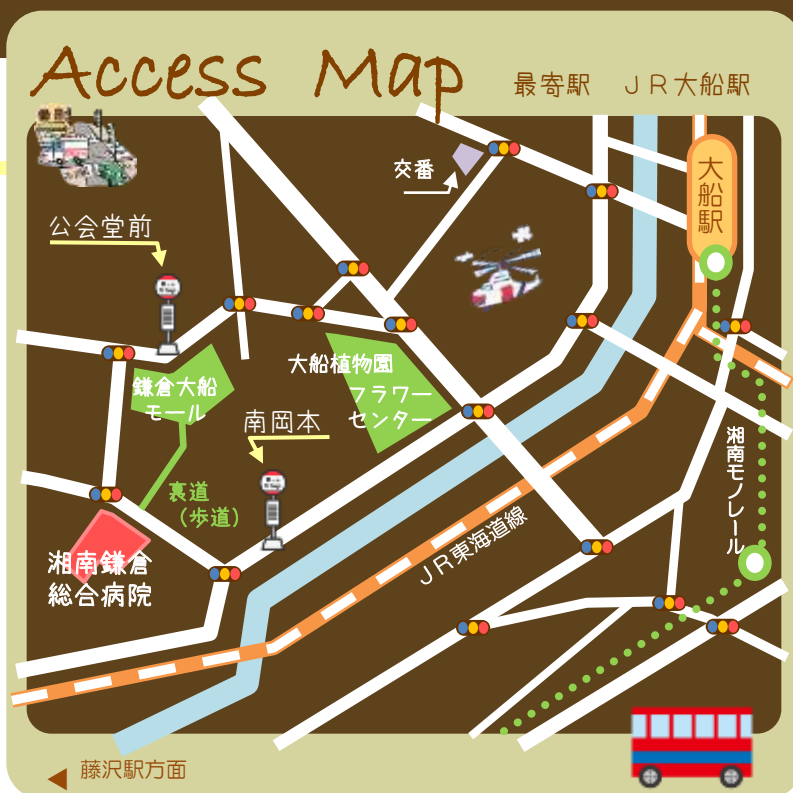 Access Map
最寄駅 JR大船駅
大船駅
交番
公会堂前
大船植物園
フラワー
センター
鎌倉大船
モール
南岡本
裏道
(歩道)
湘南モノレール
JR東海道線
湘南鎌倉
総合病院
藤沢駅方面